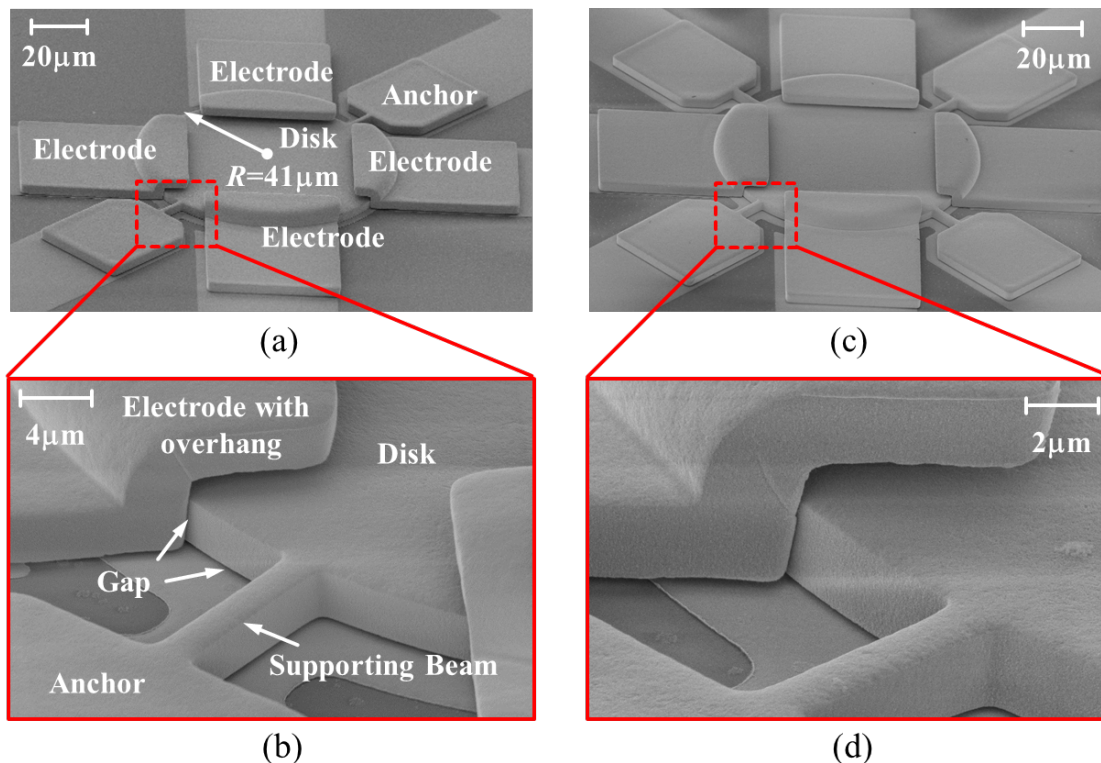 20μm
Electrode
Anchor
Disk
Electrode
R=41μm
Electrode
Electrode
(a)
20μm
(c)
4μm
Electrode with
overhang
Disk
Gap
Supporting Beam
Anchor
(b)
2μm
(d)